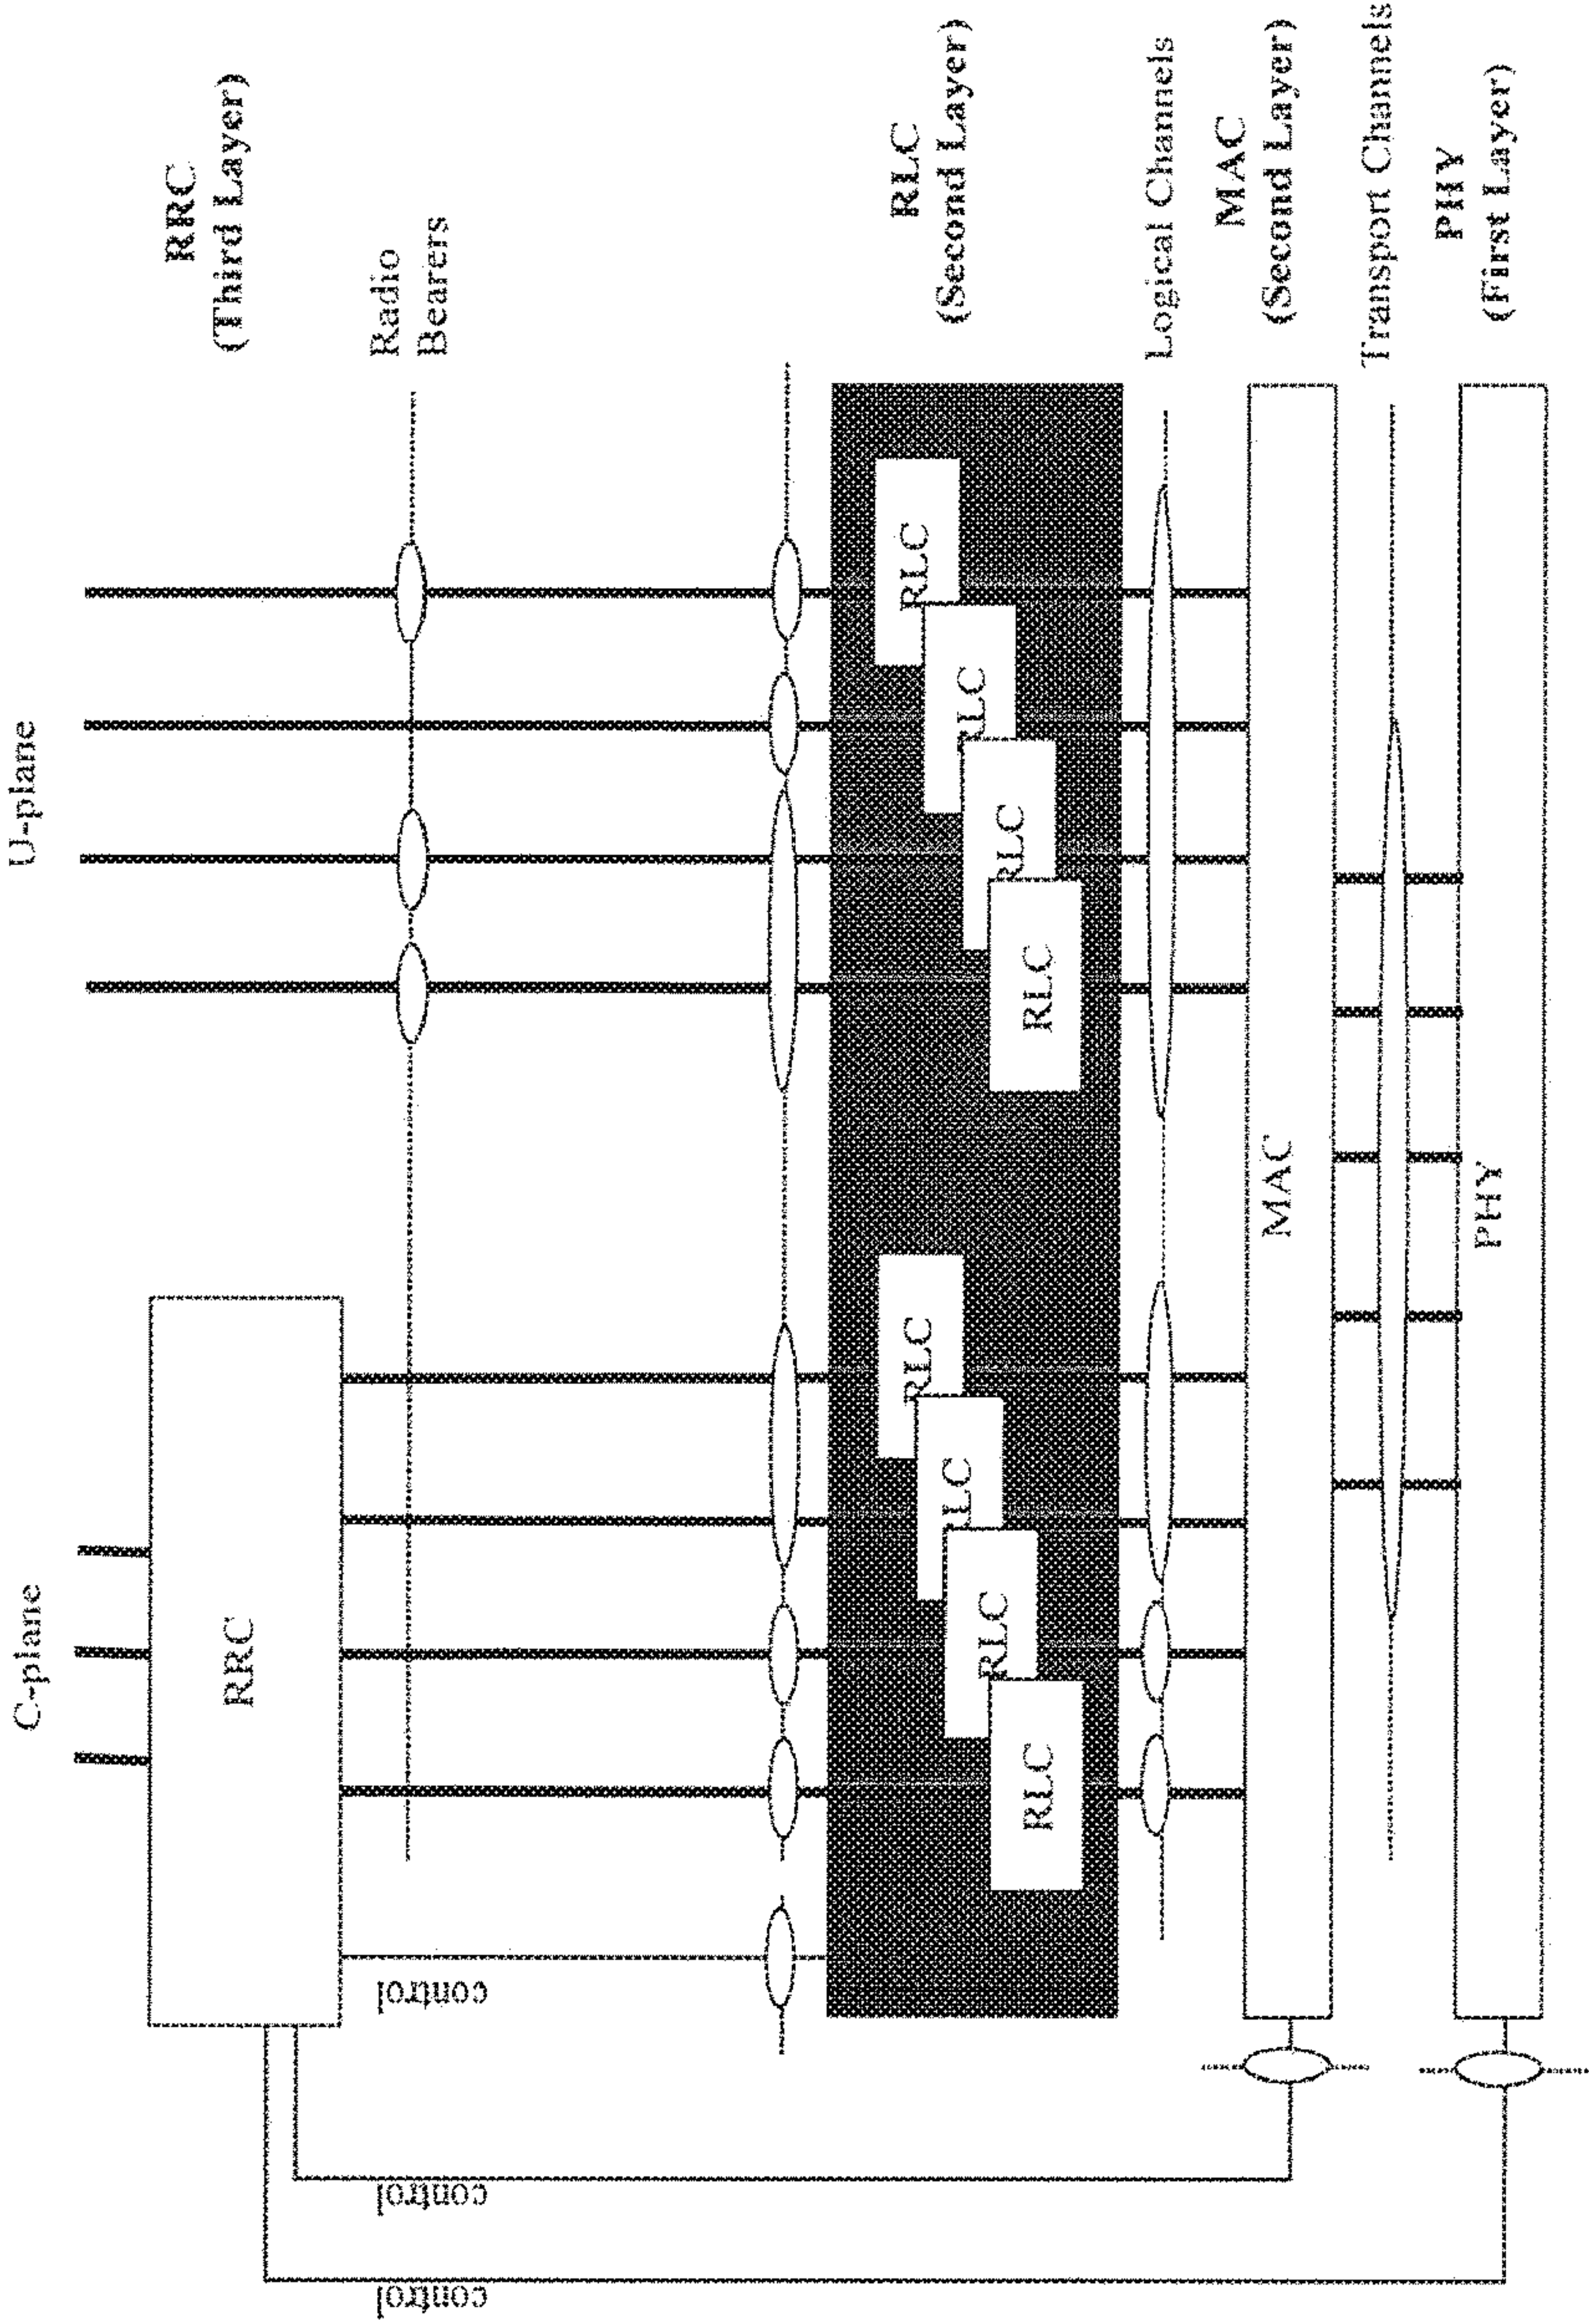 C-plane
U-plane
RRC
(Third Layer)
RRC
Radio
Bearers
control
control
control
RLC
RLC
RLC
RLC
RLC
RLC
RLC
RLC
RLC
(Second Layer)
Logical Channels
MAC
MAC
(Second Layer)
Transport Channels
PHY
PHY
(First Layer)